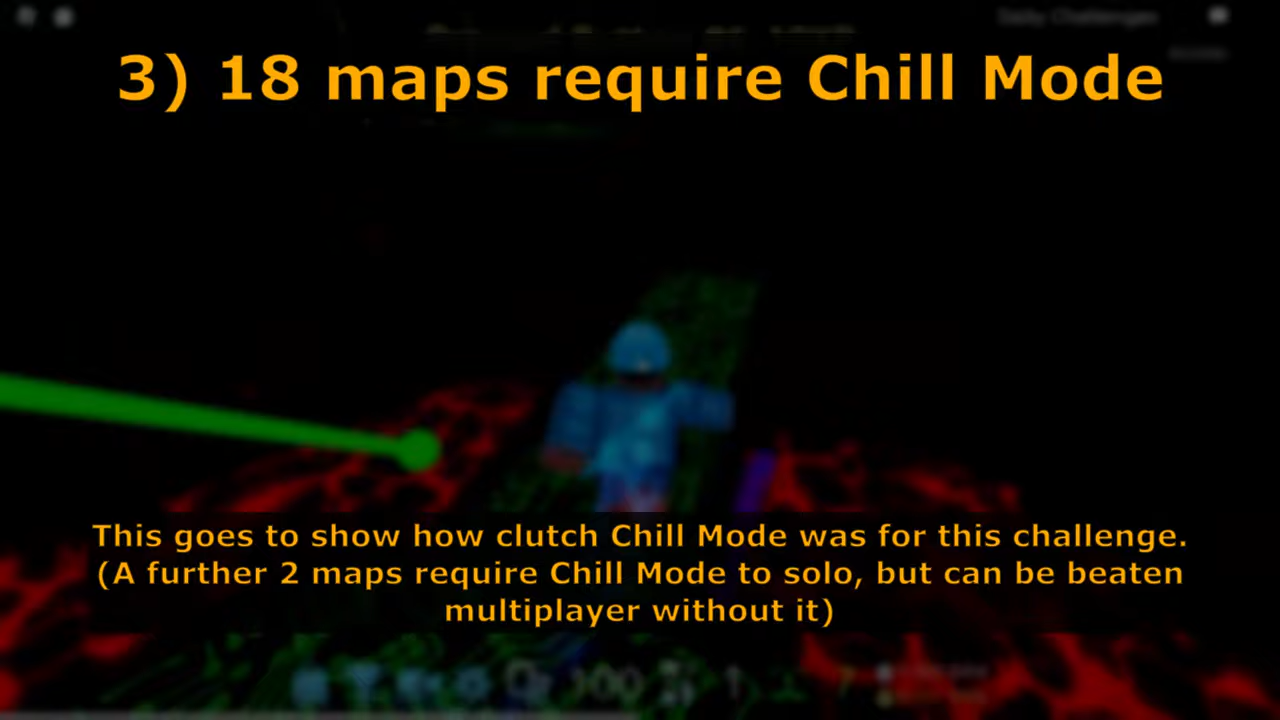 3) 18 maps require Chill Mode
This goes to show how clutch Chill Mode was for this challenge.
(A further 2 maps require Chill Mode to solo, but can be beaten
multiplayer without it)
100